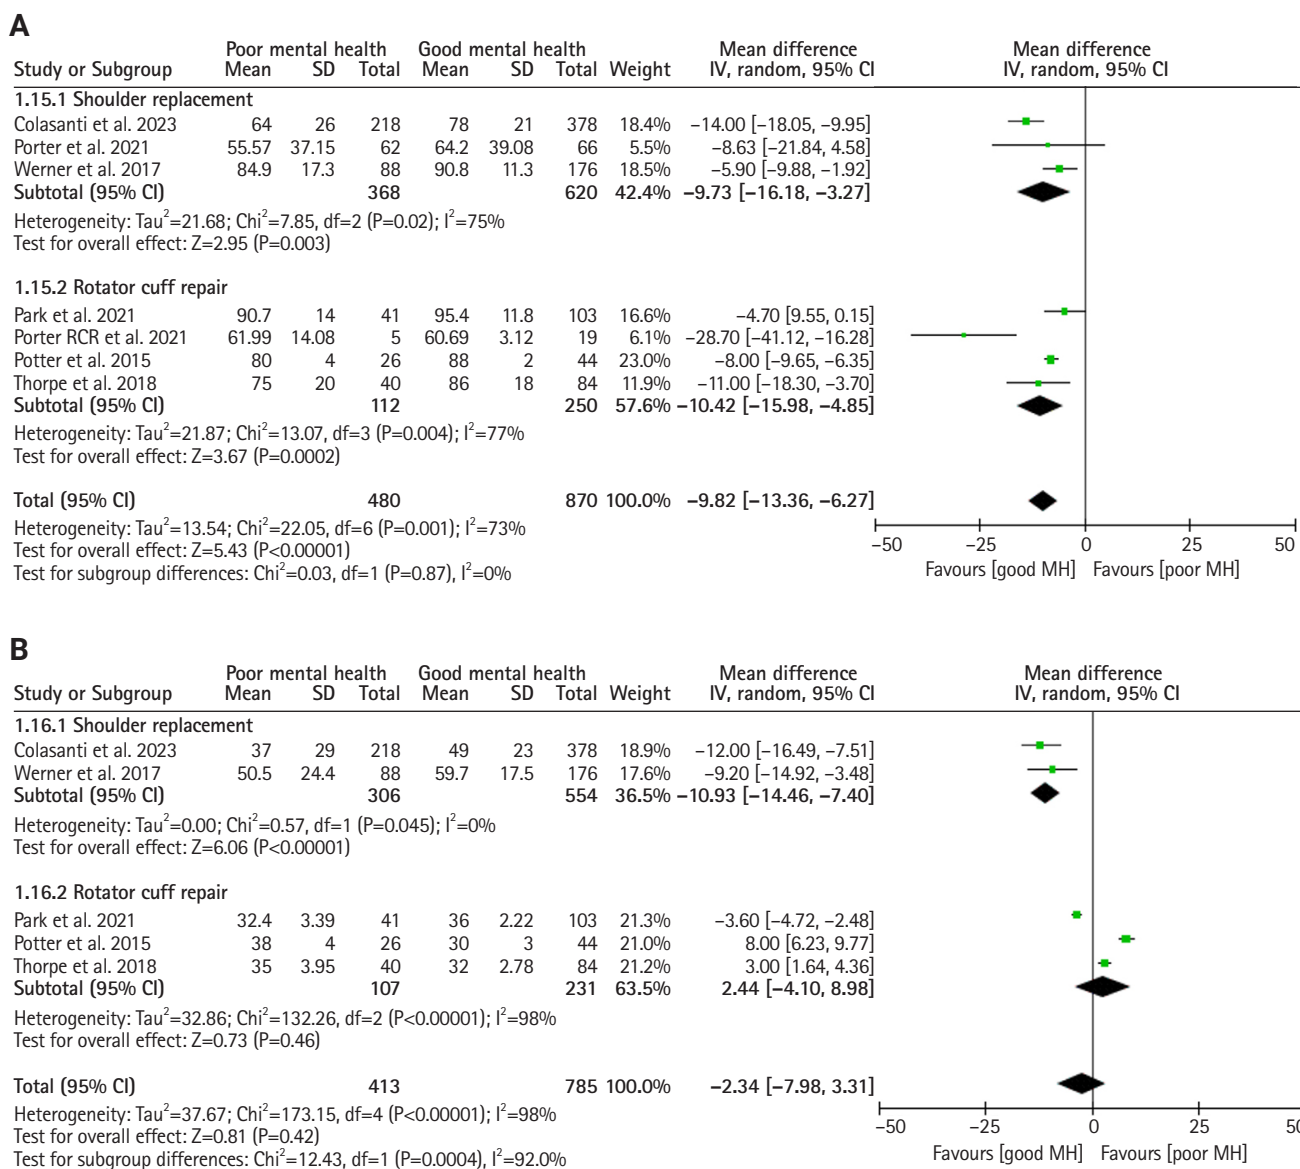 A
Poor mental health Good mental health Mean difference Mean difference
Study or Subgroup Mean SD Total Mean SD Total Weight IV, random, 95% CI IV, random, 95% CI
1.15.1 Shoulder replacement
Colasanti et al. 2023 64 26 218 78 21 378 18.4% −14.00 [−18.05, −9.95]
Porter et al. 2021 55.57 37.15 62 64.2 39.08 66 5.5% −8.63 [−21.84, 4.58]
Werner et al. 2017 84.9 17.3 88 90.8 11.3 176 18.5% −5.90 [−9.88, −1.92]
Subtotal (95% CI) 368 620 42.4% −9.73 [−16.18, −3.27]
Heterogeneity: Tau²=21.68; Chi²=7.85, df=2 (P=0.02); I²=75%
Test for overall effect: Z=2.95 (P=0.003)
1.15.2 Rotator cuff repair
Park et al. 2021 90.7 14 41 95.4 11.8 103 16.6% −4.70 [9.55, 0.15]
Porter RCR et al. 2021 61.99 14.08 5 60.69 3.12 19 6.1% −28.70 [−41.12, −16.28]
Potter et al. 2015 80 4 26 88 2 44 23.0% −8.00 [−9.65, −6.35]
Thorpe et al. 2018 75 20 40 86 18 84 11.9% −11.00 [−18.30, −3.70]
Subtotal (95% CI) 112 250 57.6% −10.42 [−15.98, −4.85]
Heterogeneity: Tau²=21.87; Chi²=13.07, df=3 (P=0.004); I²=77%
Test for overall effect: Z=3.67 (P=0.0002)
Total (95% CI) 480 870 100.0% −9.82 [−13.36, −6.27]
Heterogeneity: Tau²=13.54; Chi²=22.05, df=6 (P=0.001); I²=73%
Test for overall effect: Z=5.43 (P<0.00001)
Test for subgroup differences: Chi²=0.03, df=1 (P=0.87), I²=0%
−50 −25 0 25 50
Favours [good MH] Favours [poor MH]
B
Poor mental health Good mental health Mean difference Mean difference
Study or Subgroup Mean SD Total Mean SD Total Weight IV, random, 95% CI IV, random, 95% CI
1.16.1 Shoulder replacement
Colasanti et al. 2023 37 29 218 49 23 378 18.9% −12.00 [−16.49, −7.51]
Werner et al. 2017 50.5 24.4 88 59.7 17.5 176 17.6% −9.20 [−14.92, −3.48]
Subtotal (95% CI) 306 554 36.5% −10.93 [−14.46, −7.40]
Heterogeneity: Tau²=0.00; Chi²=0.57, df=1 (P=0.045); I²=0%
Test for overall effect: Z=6.06 (P<0.00001)
1.16.2 Rotator cuff repair
Park et al. 2021 32.4 3.39 41 36 2.22 103 21.3% −3.60 [−4.72, −2.48]
Potter et al. 2015 38 4 26 30 3 44 21.0% 8.00 [6.23, 9.77]
Thorpe et al. 2018 35 3.95 40 32 2.78 84 21.2% 3.00 [1.64, 4.36]
Subtotal (95% CI) 107 231 63.5% 2.44 [−4.10, 8.98]
Heterogeneity: Tau²=32.86; Chi²=132.26, df=2 (P<0.00001); I²=98%
Test for overall effect: Z=0.73 (P=0.46)
Total (95% CI) 413 785 100.0% −2.34 [−7.98, 3.31]
Heterogeneity: Tau²=37.67; Chi²=173.15, df=4 (P<0.00001); I²=98%
Test for overall effect: Z=0.81 (P=0.42)
Test for subgroup differences: Chi²=12.43, df=1 (P=0.0004), I²=92.0%
−50 −25 0 25 50
Favours [good MH] Favours [poor MH]